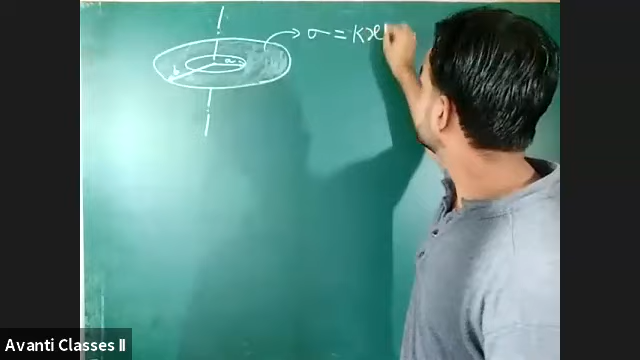 σ = kx
a
b
Avanti Classes II